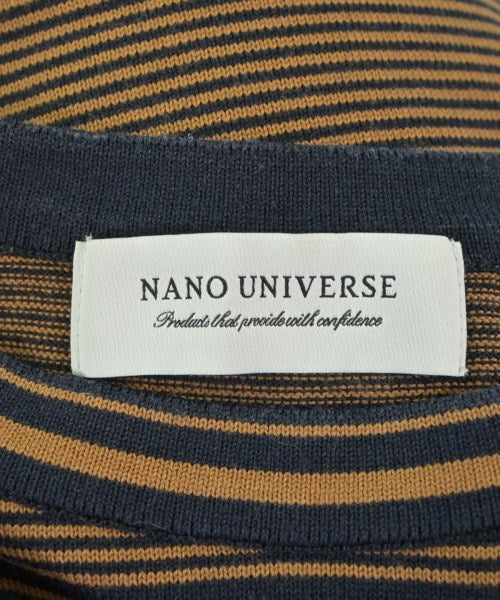 NANO UNIVERSE
Products that provide with confidence